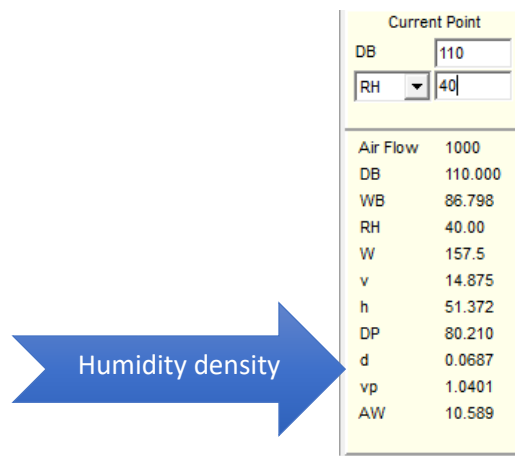 Current Point
DB 110
RH 40
Air Flow 1000
DB 110.000
WB 86.798
RH 40.00
W 157.5
v 14.875
h 51.372
DP 80.210
Humidity density
d 0.0687
vp 1.0401
AW 10.589